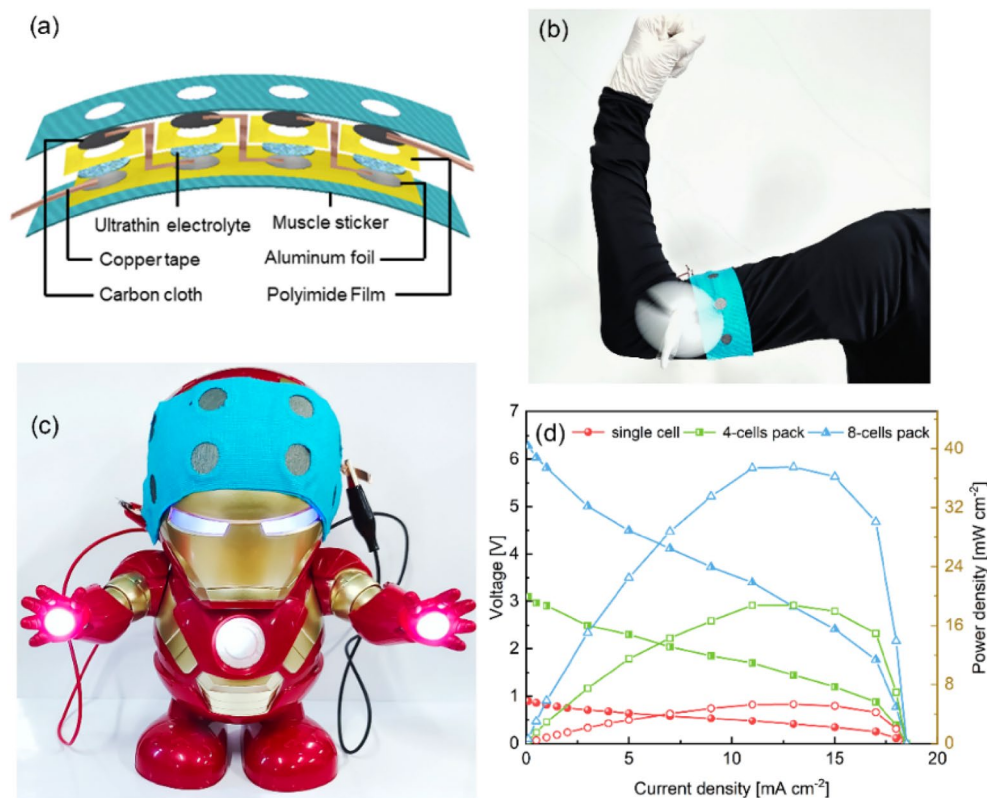 (a)
Ultrathin electrolyte
Muscle sticker
Copper tape
Aluminum foil
Carbon cloth
Polyimide Film
(b)
(c)
(d)
single cell
4-cells pack
8-cells pack
Voltage [V]
7
6
5
4
3
2
1
0
Power density [mW cm⁻²]
40
32
24
16
8
0
0
5
10
15
20
Current density [mA cm⁻²]